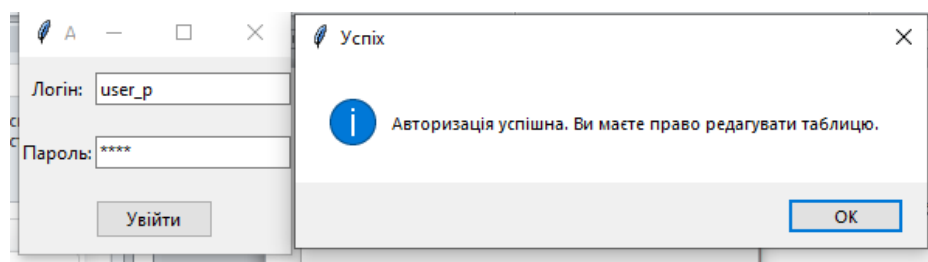 А
Успіх
Логін: user_p
Авторизація успішна. Ви маєте право редагувати таблицю.
Пароль: ****
Увійти
OK